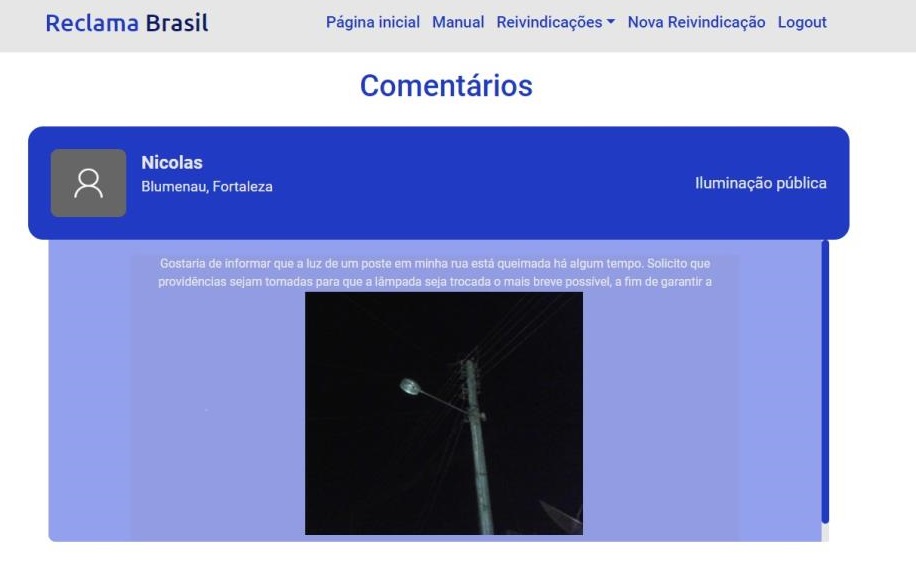 Reclama Brasil
Página inicial Manual Reivindicações Nova Reivindicação Logout
Comentários
Nicolas
Blumenau, Fortaleza
Iluminação pública
Gostaria de informar que a luz de um poste em minha rua está queimada há algum tempo. Solicito que
providências sejam tomadas para que a lâmpada seja trocada o mais breve possível, a fim de garantir a